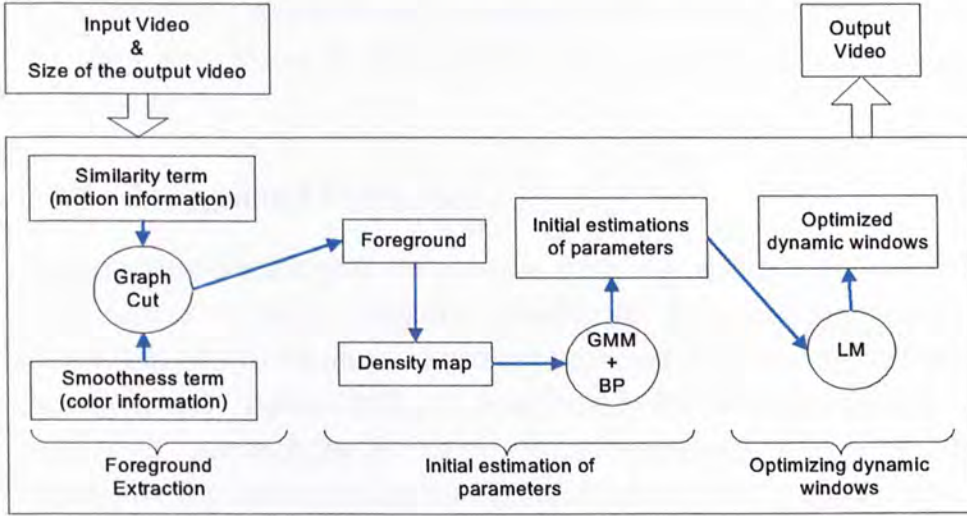 Input Video
&
Size of the output video
Output
Video
Similarity term
(motion information)
Graph
Cut
Smoothness term
(color information)
Foreground
Density map
Initial estimations
of parameters
GMM
+
BP
Optimized
dynamic windows
LM
Foreground
Extraction
Initial estimation of
parameters
Optimizing dynamic
windows